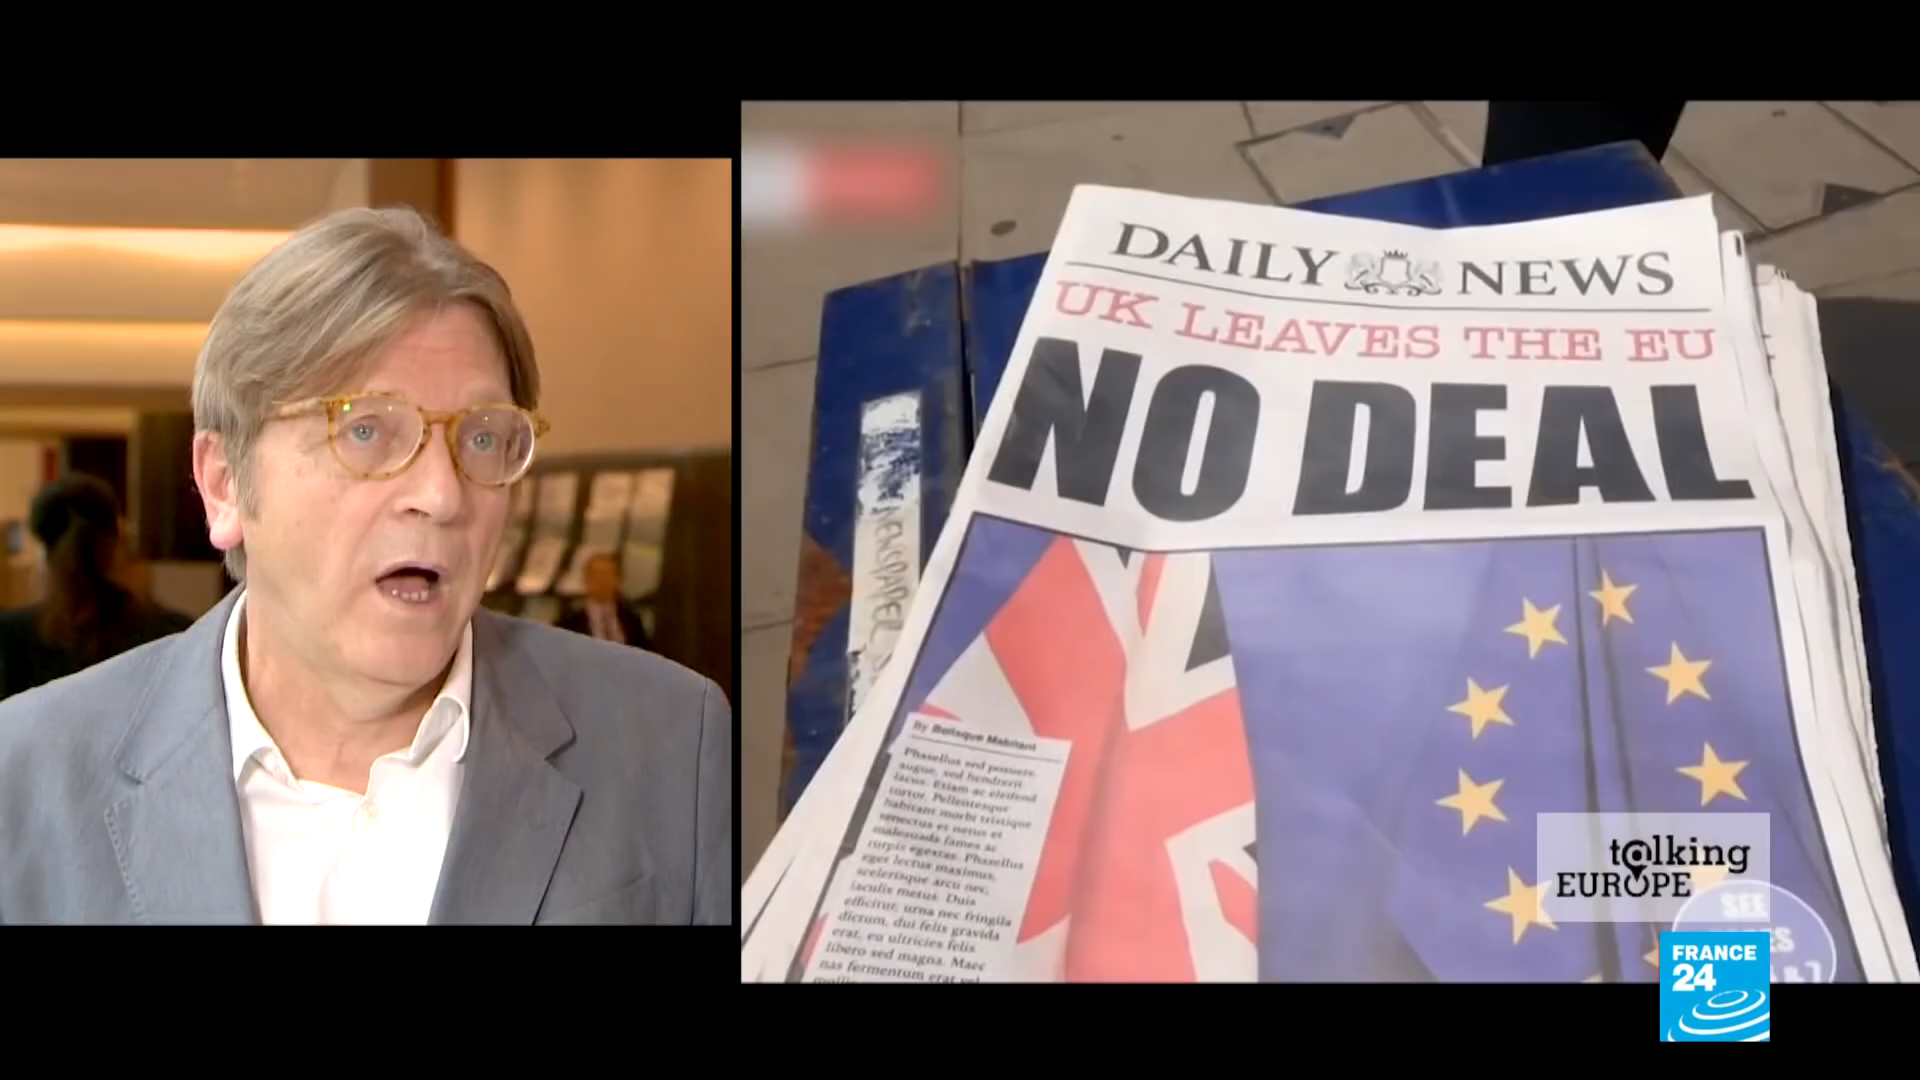 DAILY NEWS
UK LEAVES THE EU
NO DEAL
NEWSPAPER
By
Phasellus sed posuere
augue, sed hendrerit
lacus. Etiam ac eleifend
tortor. Pellentesque
habitant morbi tristique
senectus et netus et
malesuada fames ac
turpis egestas. Phasellus
eget lectus maximus,
scelerisque arcu nec,
iaculis metus. Duis
efficitur, urna nec fringila
dictum, dui felis gravida
erat, eu ultricies felis
libero sed magna. Maec
nas fermentum erat vel
talking
EUROPE
SEE
FRANCE
24